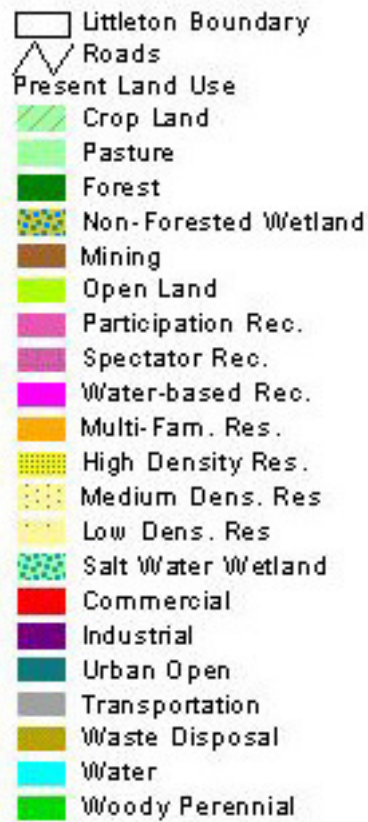 Littleton Boundary
Roads
Present Land Use
Crop Land
Pasture
Forest
Non-Forested Wetland
Mining
Open Land
Participation Rec.
Spectator Rec.
Water-based Rec.
Multi-Fam. Res.
High Density Res.
Medium Dens. Res
Low Dens. Res
Salt Water Wetland
Commercial
Industrial
Urban Open
Transportation
Waste Disposal
Water
Woody Perennial